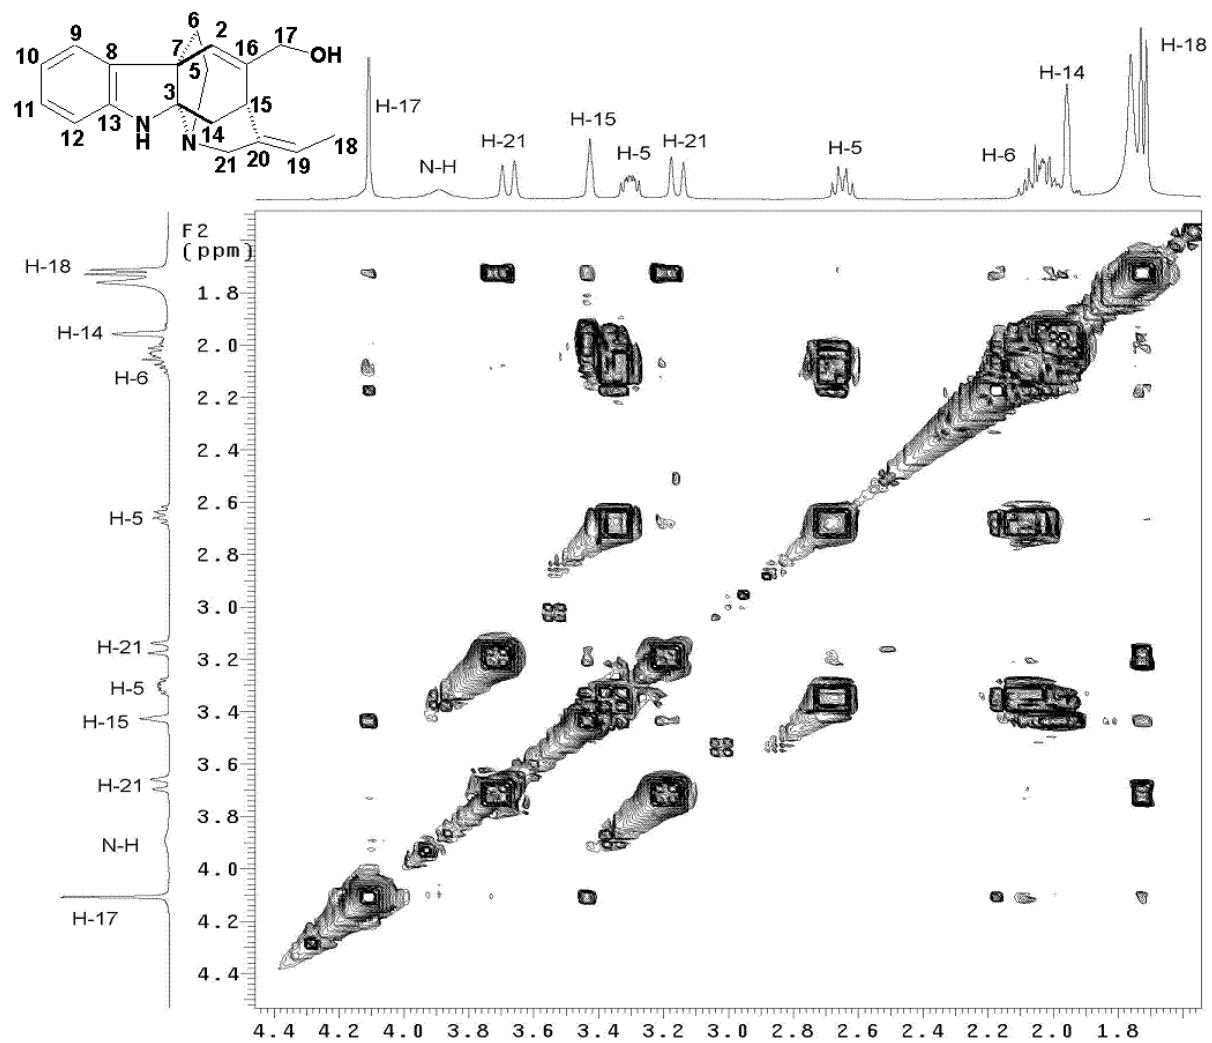 6
9
2
17
10
8
7
16
OH
5
3
15
11
12
13
N
H
14
N
21
20
19
18
H-17
N-H
H-21
H-15
H-5
H-21
H-5
H-6
H-14
H-18
F2
(ppm)
H-18
H-14
H-6
H-5
H-21
H-5
H-15
H-21
N-H
H-17
1.8
2.0
2.2
2.4
2.6
2.8
3.0
3.2
3.4
3.6
3.8
4.0
4.2
4.4
4.4 4.2 4.0 3.8 3.6 3.4 3.2 3.0 2.8 2.6 2.4 2.2 2.0 1.8